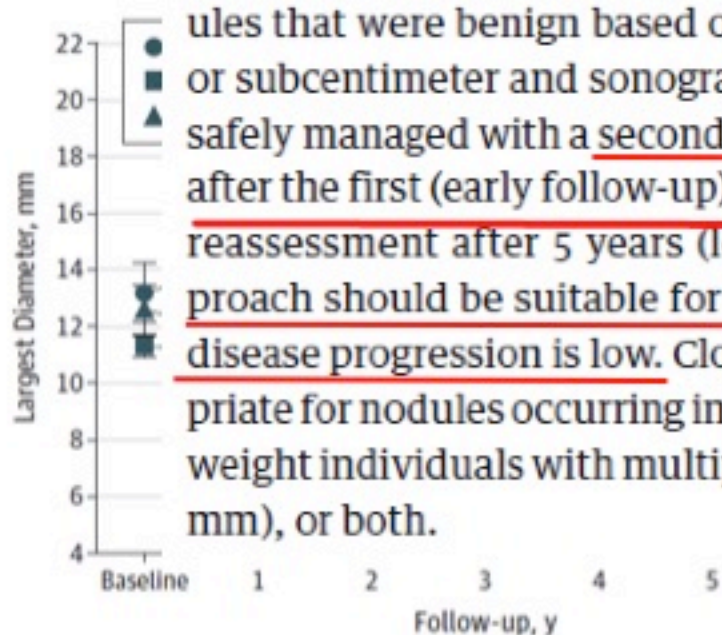 22
20
18
16
14
12
10
8
6
4
Largest Diameter, mm
ules that were benign based
or subcentimeter and
safely managed with a second
after the first (early follow-up)
reassessment after 5 years
proach should be suitable for
disease progression is low.
priate for nodules occurring in
weight individuals with
mm), or both.
Baseline 1 2 3 4 5
Follow-up, y